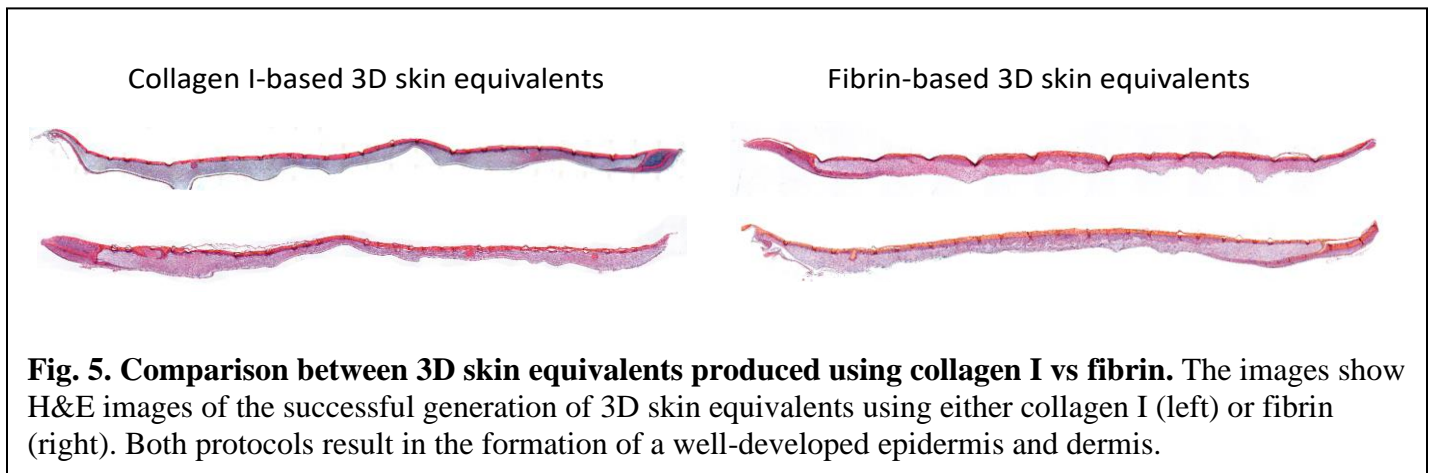 Collagen I-based 3D skin equivalents
Fibrin-based 3D skin equivalents
Fig. 5. Comparison between 3D skin equivalents produced using collagen I vs fibrin. The images show
H&E images of the successful generation of 3D skin equivalents using either collagen I (left) or fibrin
(right). Both protocols result in the formation of a well-developed epidermis and dermis.